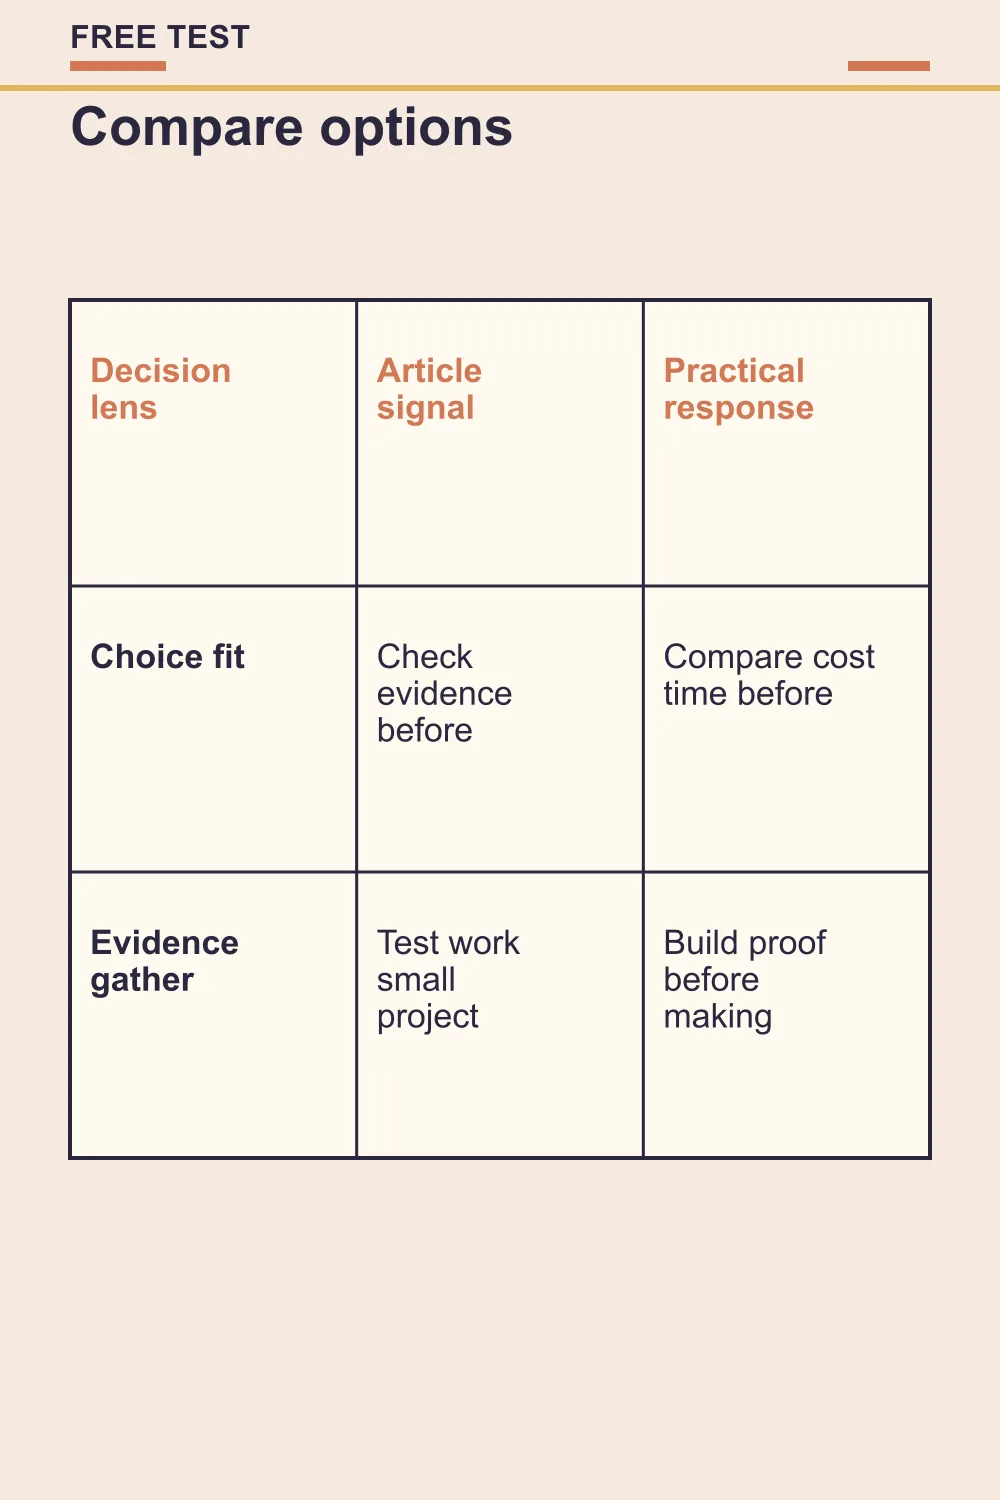 FREE TEST
Compare options
Decision
lens
Article
signal
Practical
response
Choice fit
Check
evidence
before
Compare cost
time before
Evidence
gather
Test work
small
project
Build proof
before
making